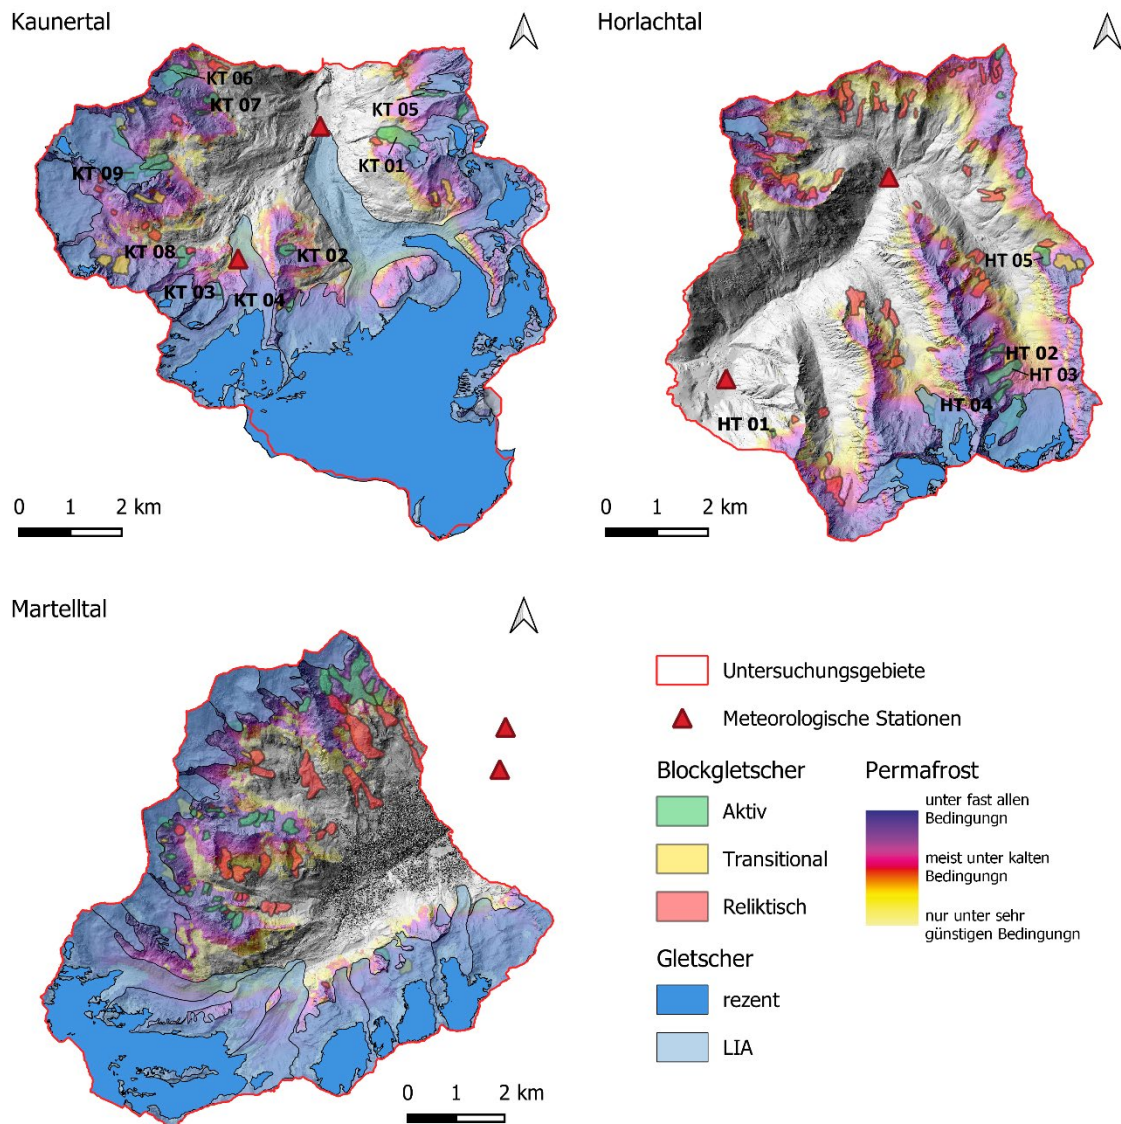 Kaunertal
KT 06
KT 07
KT 05
KT 01
KT 09
KT 08
KT 02
KT 03
KT 04
0 1 2 km
Horlachtal
HT 05
HT 02
HT 03
HT 04
HT 01
0 1 2 km
Martelltal
0 1 2 km
Untersuchungsgebiete
Meteorologische Stationen
Blockgletscher
Aktiv
Transitional
Reliktisch
Gletscher
rezent
LIA
Permafrost
unter fast allen
Bedingungn
meist unter kalten
Bedingungn
nur unter sehr
günstigen Bedingungn